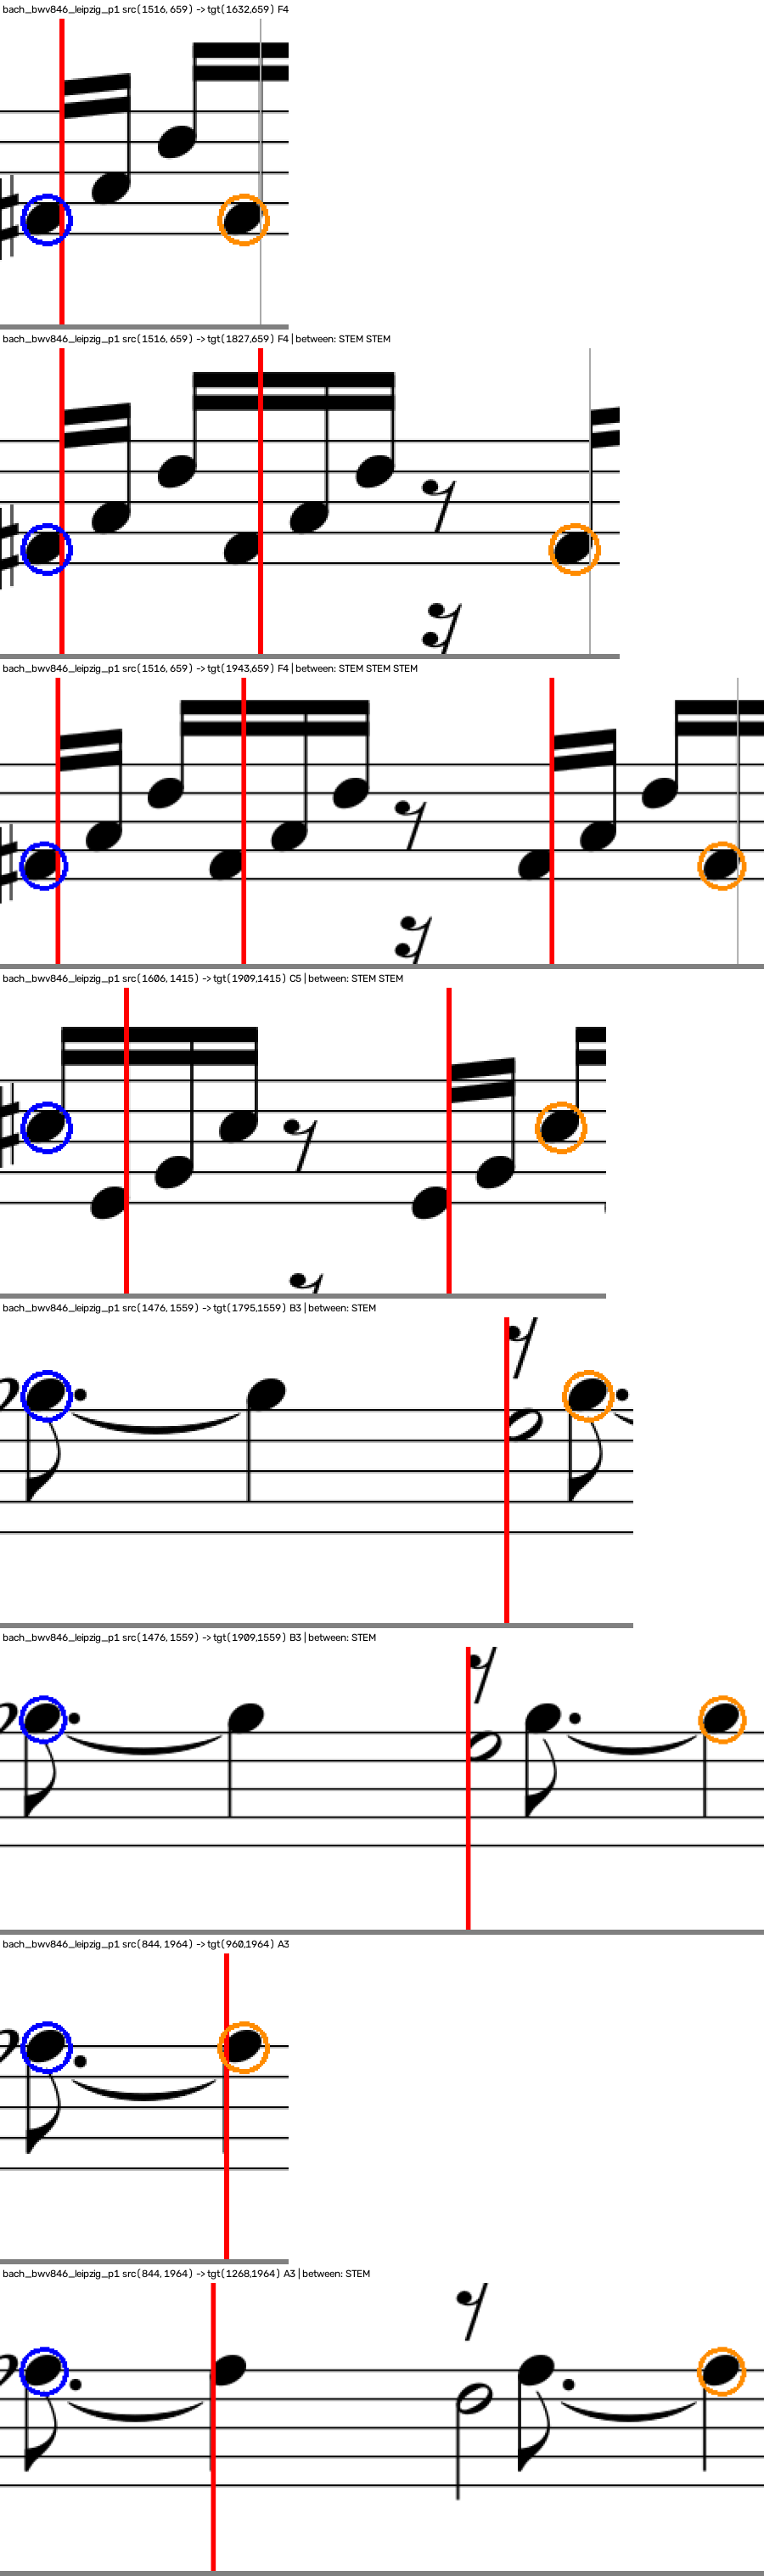 bach_bwv846_leipzig_p1 src(1516, 659) -> tgt(1632,659) F4
bach_bwv846_leipzig_p1 src(1516, 659) -> tgt(1827,659) F4 | between: STEM STEM
bach_bwv846_leipzig_p1 src(1516, 659) -> tgt(1943,659) F4 | between: STEM STEM STEM
bach_bwv846_leipzig_p1 src(1606, 1415) -> tgt(1909,1415) C5 | between: STEM STEM
bach_bwv846_leipzig_p1 src(1476, 1559) -> tgt(1795,1559) B3 | between: STEM
bach_bwv846_leipzig_p1 src(1476, 1559) -> tgt(1909,1559) B3 | between: STEM
bach_bwv846_leipzig_p1 src(844, 1964) -> tgt(960,1964) A3
bach_bwv846_leipzig_p1 src(844, 1964) -> tgt(1268,1964) A3 | between: STEM